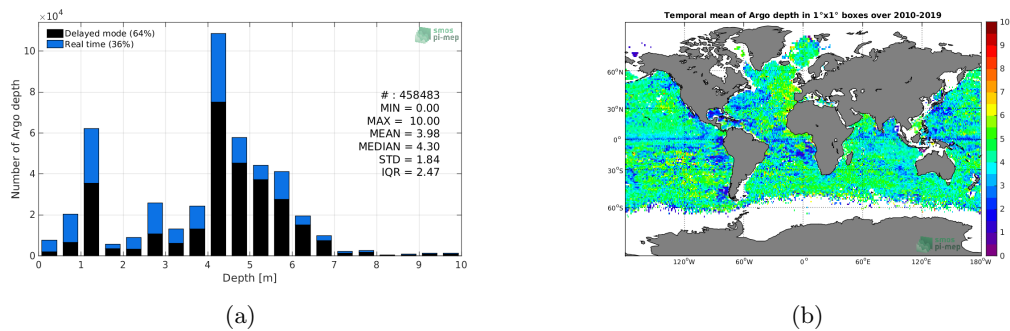 ×10⁴
12
10
8
6
4
2
0
Number of Argo depth
Delayed mode (64%)
Real time (36%)
smos
pi-mep
# : 458483
MIN = 0.00
MAX = 10.00
MEAN = 3.98
MEDIAN = 4.30
STD = 1.84
IQR = 2.47
0 1 2 3 4 5 6 7 8 9 10
Depth [m]
(a)
Temporal mean of Argo depth in 1°x1° boxes over 2010-2019
60°N
30°N
0°
30°S
60°S
120°W 60°W 0° 60°E 120°E 180°W
smos
pi-mep
10
9
8
7
6
5
4
3
2
1
0
(b)